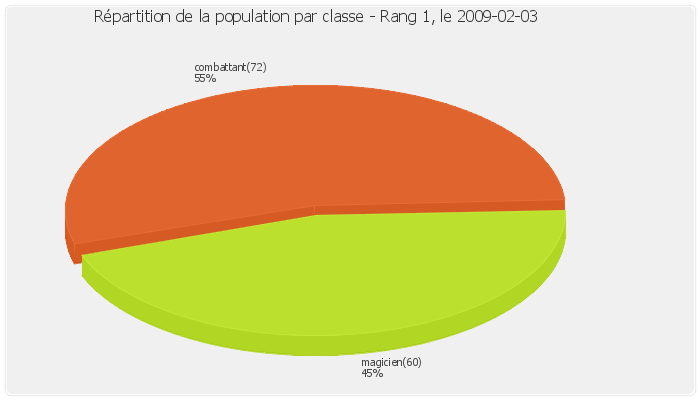 Répartition de la population par classe - Rang 1, le 2009-02-03
combattant(72)
55%
magicien(60)
45%